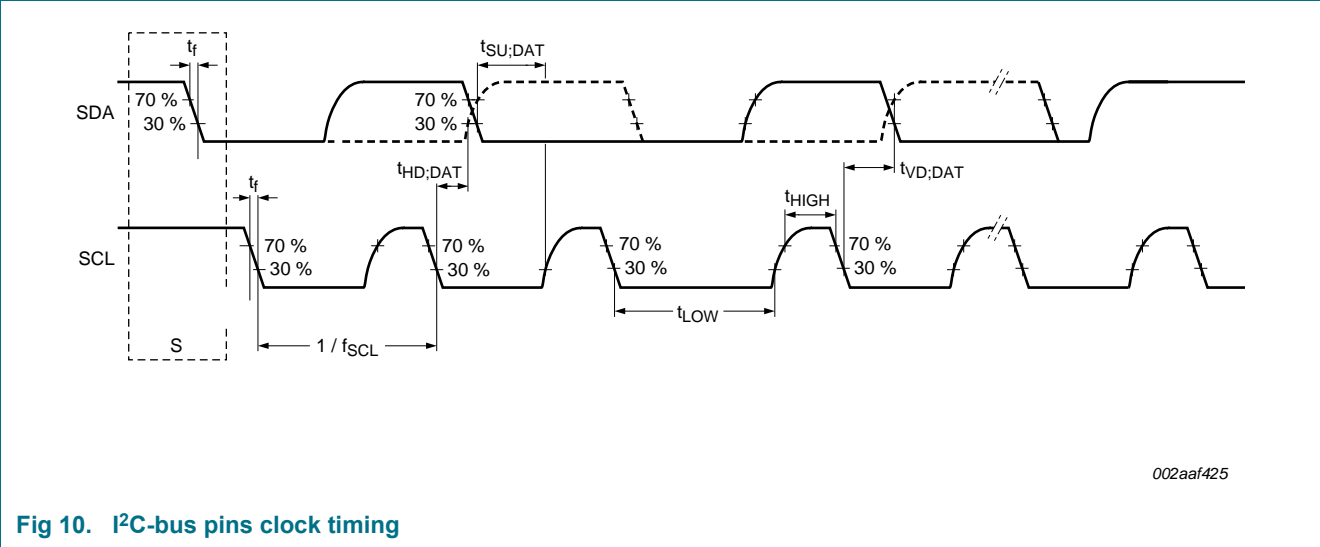 tf
tSU;DAT
SDA
70 %
30 %
70 %
30 %
tHD;DAT
tVD;DAT
tf
tHIGH
SCL
70 %
30 %
70 %
30 %
70 %
30 %
70 %
30 %
tLOW
S
1 / fSCL
002aaf425
Fig 10. I2C-bus pins clock timing